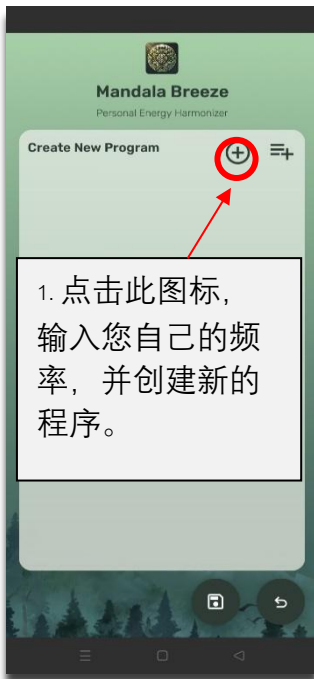 Mandala Breeze
Personal Energy Harmonizer
Create New Program
1. 点击此图标，
输入您自己的频
率，并创建新的
程序。